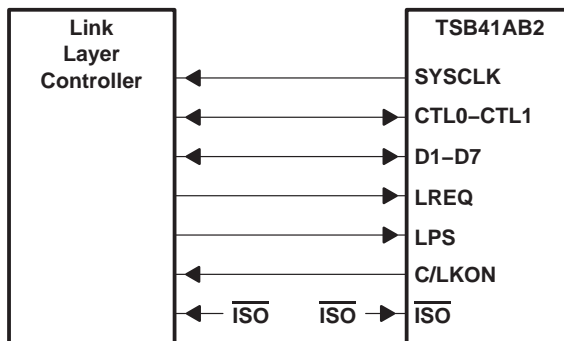 Link
Layer
Controller
TSB41AB2
SYSCLK
CTL0–CTL1
D1–D7
LREQ
LPS
C/LKON
ISO ISO ISO